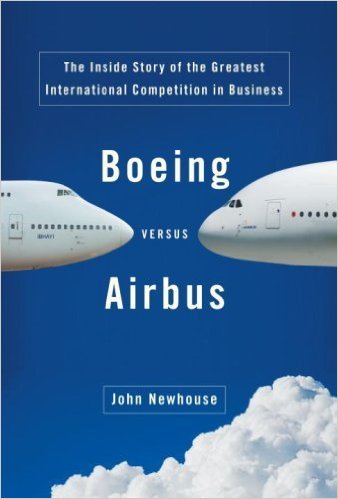 The Inside Story of the Greatest
International Competition in Business
Boeing
VERSUS
Airbus
John Newhouse